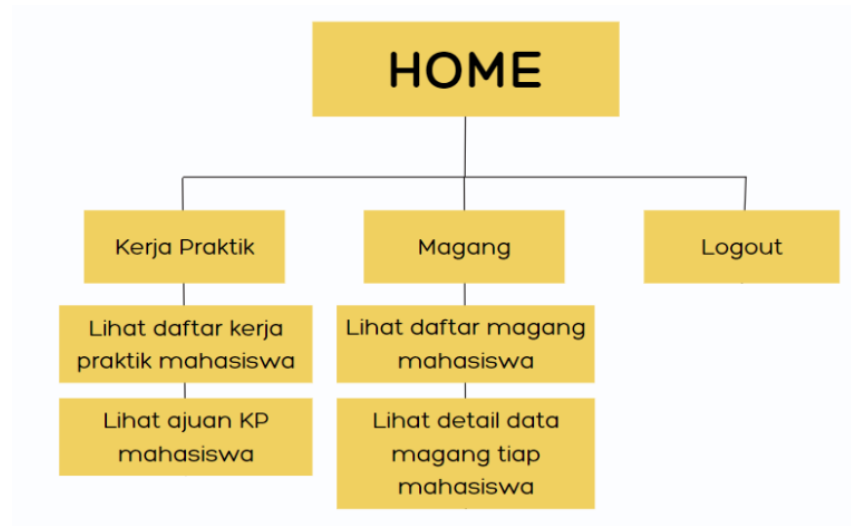 HOME
Kerja Praktik
Magang
Logout
Lihat daftar kerja
praktik mahasiswa
Lihat daftar magang
mahasiswa
Lihat ajuan KP
mahasiswa
Lihat detail data
magang tiap
mahasiswa